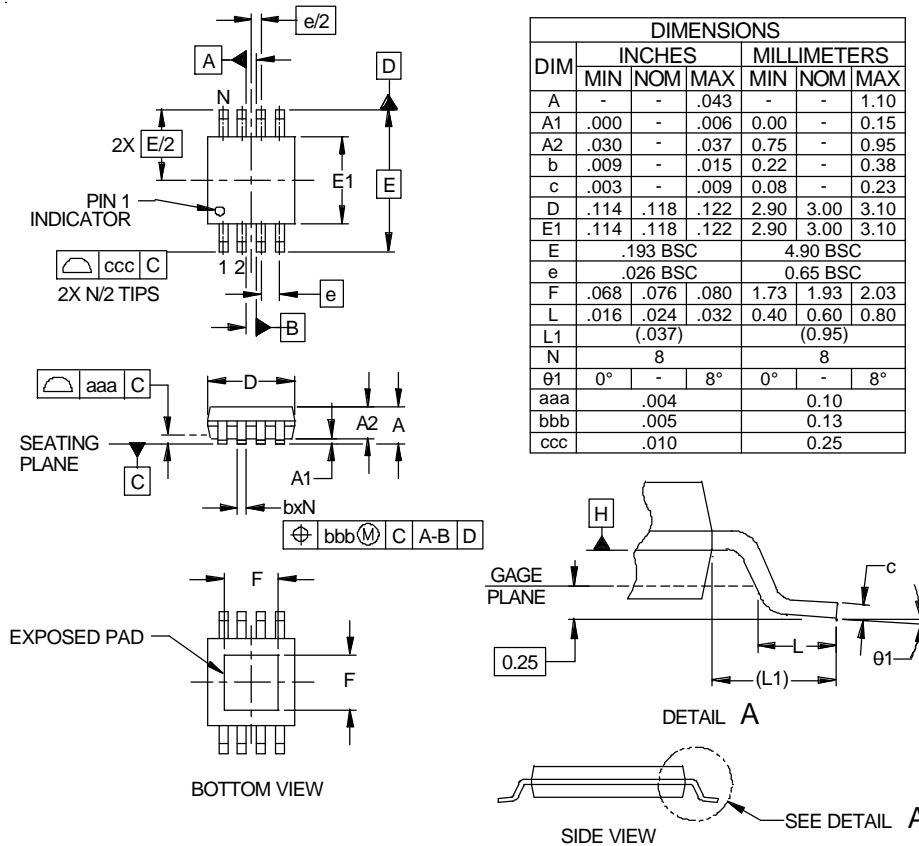 e/2
A
D
N
2X E/2
E1
E
PIN 1
INDICATOR
1 2
ccc C
2X N/2 TIPS
e
B
aaa C
D
A2 A
SEATING
PLANE
C
A1
bxN
bbb M C A-B D
F
EXPOSED PAD
F
BOTTOM VIEW
DIMENSIONS
DIM INCHES MILLIMETERS
MIN NOM MAX MIN NOM MAX
A - - .043 - - 1.10
A1 .000 - .006 0.00 - 0.15
A2 .030 - .037 0.75 - 0.95
b .009 - .015 0.22 - 0.38
c .003 - .009 0.08 - 0.23
D .114 .118 .122 2.90 3.00 3.10
E1 .114 .118 .122 2.90 3.00 3.10
E .193 BSC 4.90 BSC
e .026 BSC 0.65 BSC
F .068 .076 .080 1.73 1.93 2.03
L .016 .024 .032 0.40 0.60 0.80
L1 (.037) (0.95)
N 8 8
θ1 0° - 8° 0° - 8°
aaa .004 0.10
bbb .005 0.13
ccc .010 0.25
H
GAGE
PLANE
c
0.25
L
θ1
(L1)
DETAIL A
SIDE VIEW
SEE DETAIL A